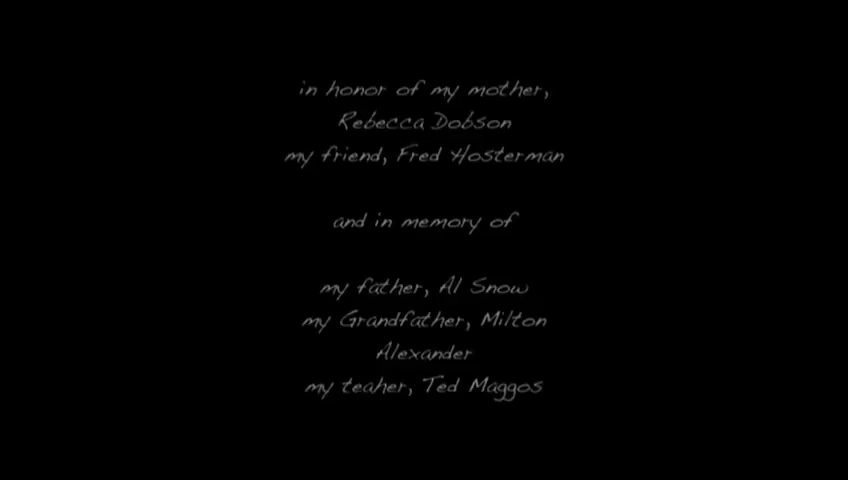 in honor of my mother,
Rebecca Dobson
my friend, Fred Hosterman
and in memory of
my father, Al Snow
my Grandfather, Milton
Alexander
my teaher, Ted Maggos